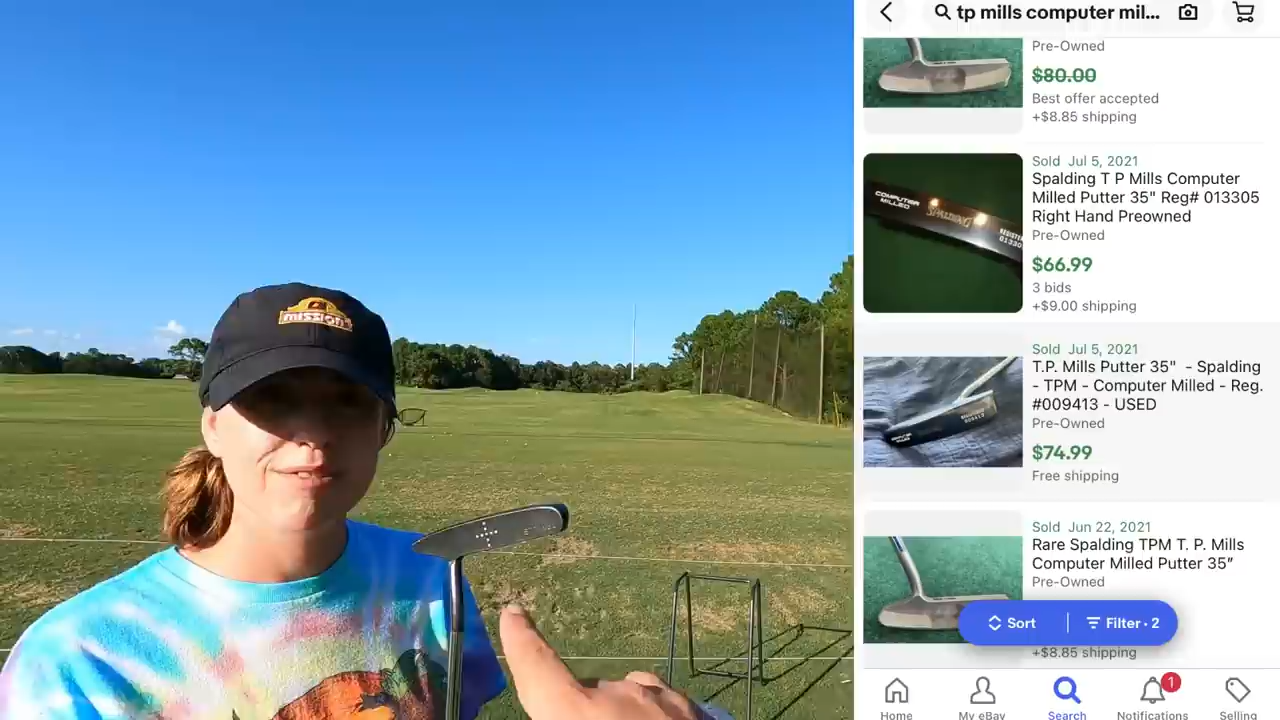 mission
tp mills computer mil...
Pre-Owned
$80.00
Best offer accepted
+$8.85 shipping
COMPUTER
MILLED
SPALDING
Sold Jul 5, 2021
Spalding T P Mills Computer
Milled Putter 35" Reg# 013305
Right Hand Preowned
Pre-Owned
$66.99
3 bids
+$9.00 shipping
Sold Jul 5, 2021
T.P. Mills Putter 35" - Spalding
- TPM - Computer Milled - Reg.
#009413 - USED
Pre-Owned
$74.99
Free shipping
Sold Jun 22, 2021
Rare Spalding TPM T. P. Mills
Computer Milled Putter 35"
Pre-Owned
+$8.85 shipping
Sort
Filter · 2
1
Home
My eBay
Search
Notifications
Selling